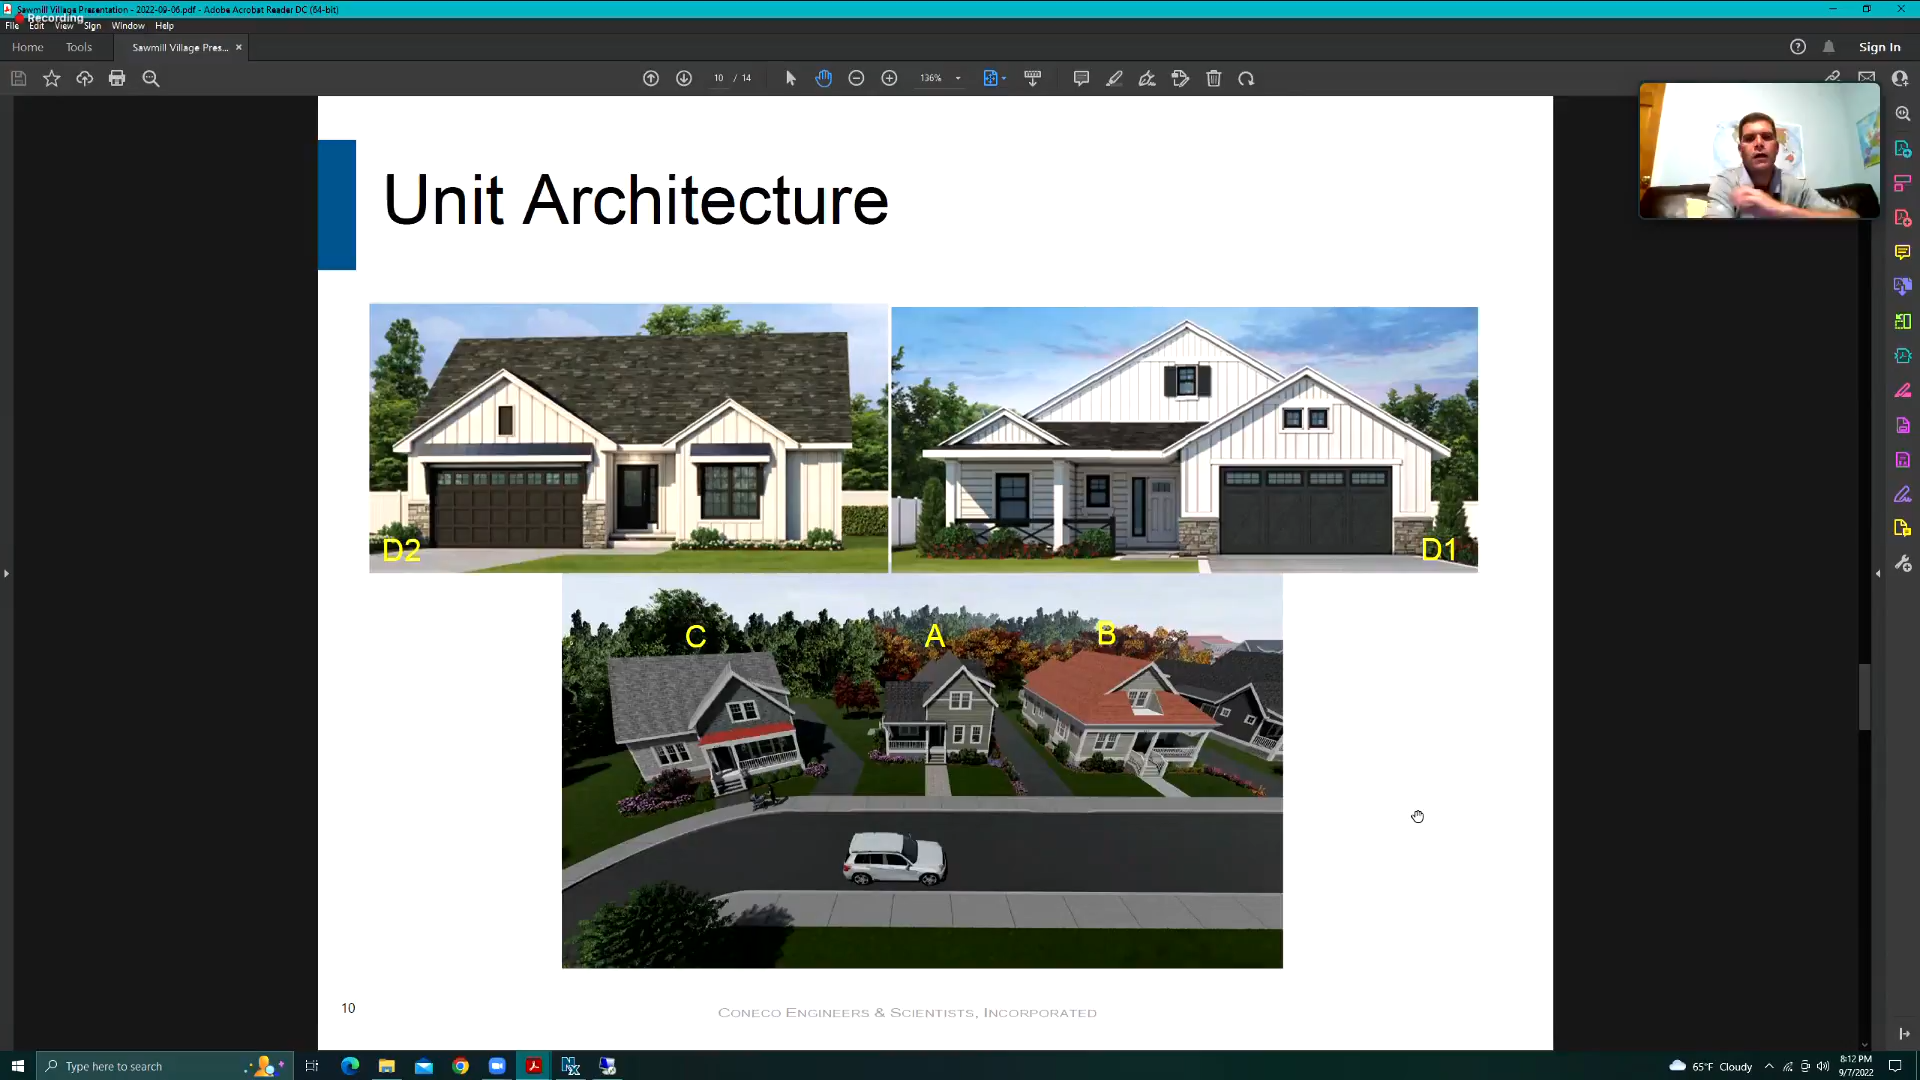 Sawmill Village Presentation - 2022-09-06.pdf - Adobe Acrobat Reader DC (64-bit)
Recording
File Edit View Sign Window Help
Home Tools Sawmill Village Pres... × Sign In
10 / 14 136%
Unit Architecture
D2 D1
C A B
10 CONECO ENGINEERS & SCIENTISTS, INCORPORATED
Type here to search 65°F Cloudy 8:12 PM
9/7/2022